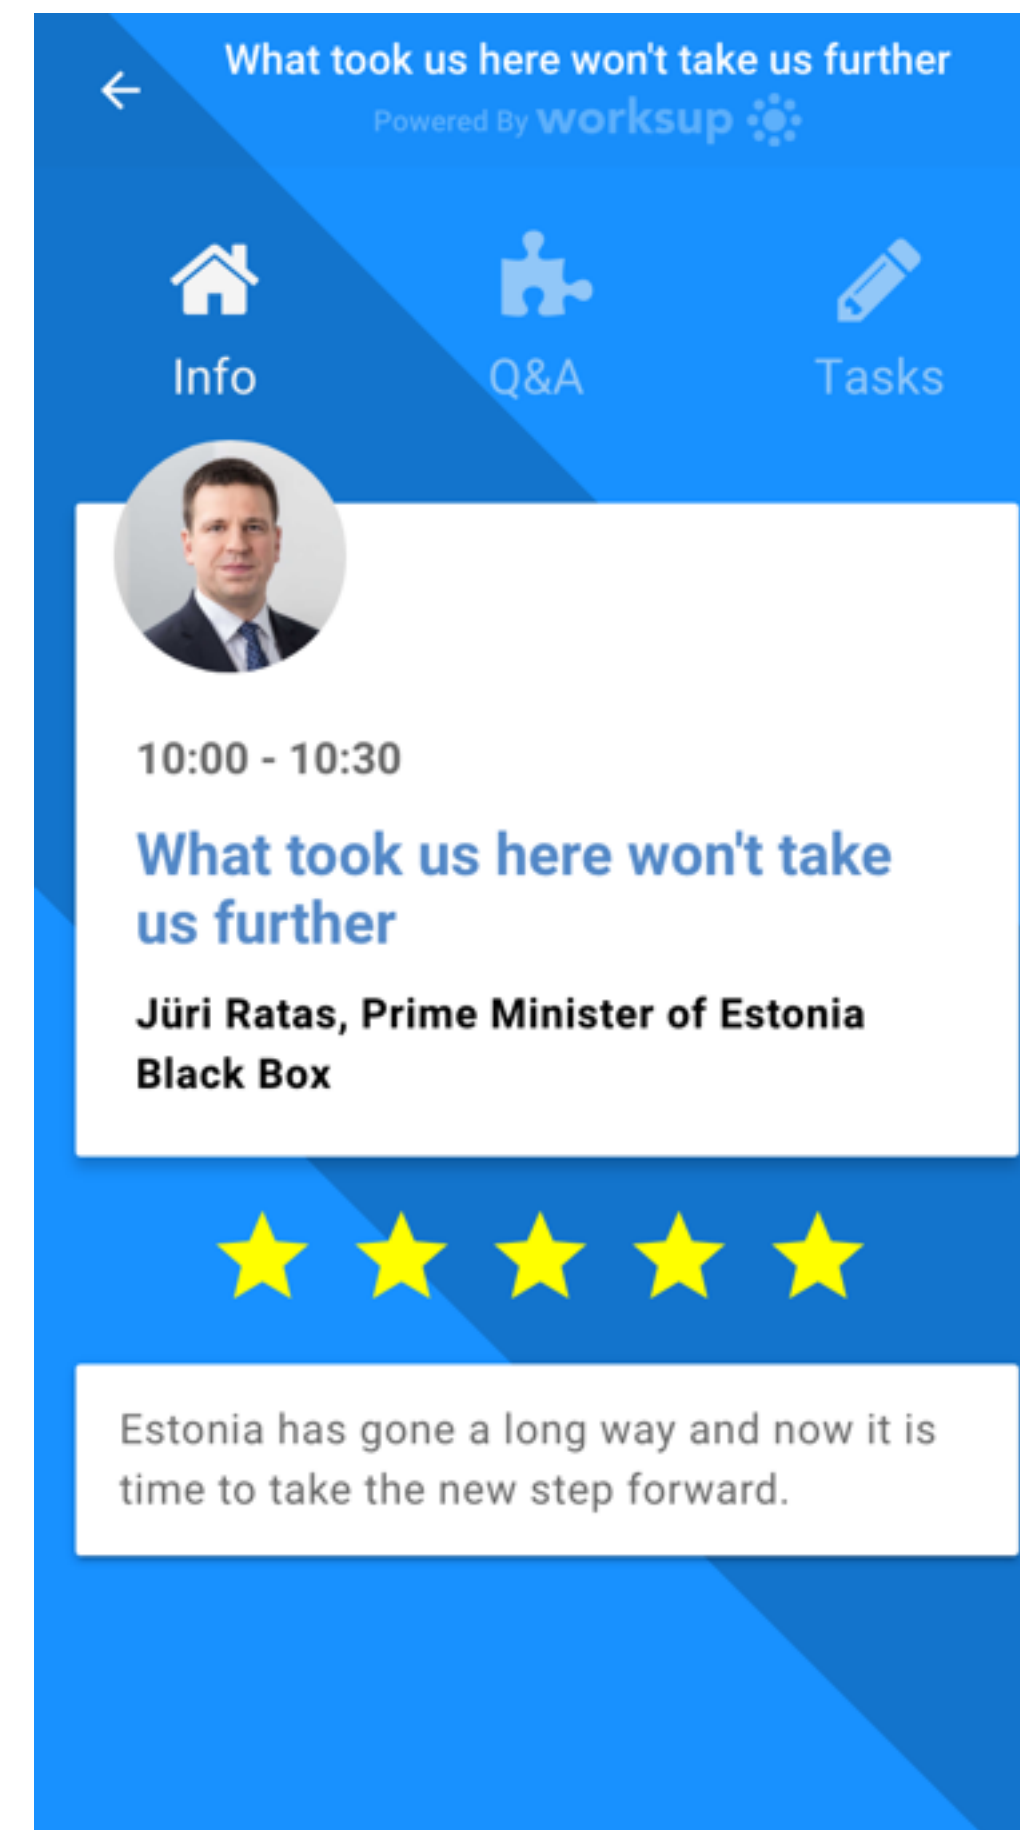 What took us here won't take us further
Powered By worksup
Info
Q&A
Tasks
10:00 - 10:30
What took us here won't take
us further
Jüri Ratas, Prime Minister of Estonia
Black Box
Estonia has gone a long way and now it is
time to take the new step forward.